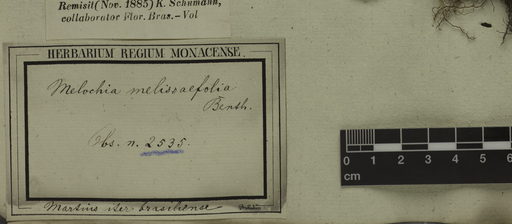 Remisit (Nov. 1885) K. Schumann,
collaborator Flor. Bras. – Vol
HERBARIUM REGIUM MONACENSE.
Melochia melissaefolia
Benth.
Obs. n. 2535.
Martius iter brasiliense
0 1 2 3 4 5 6
cm